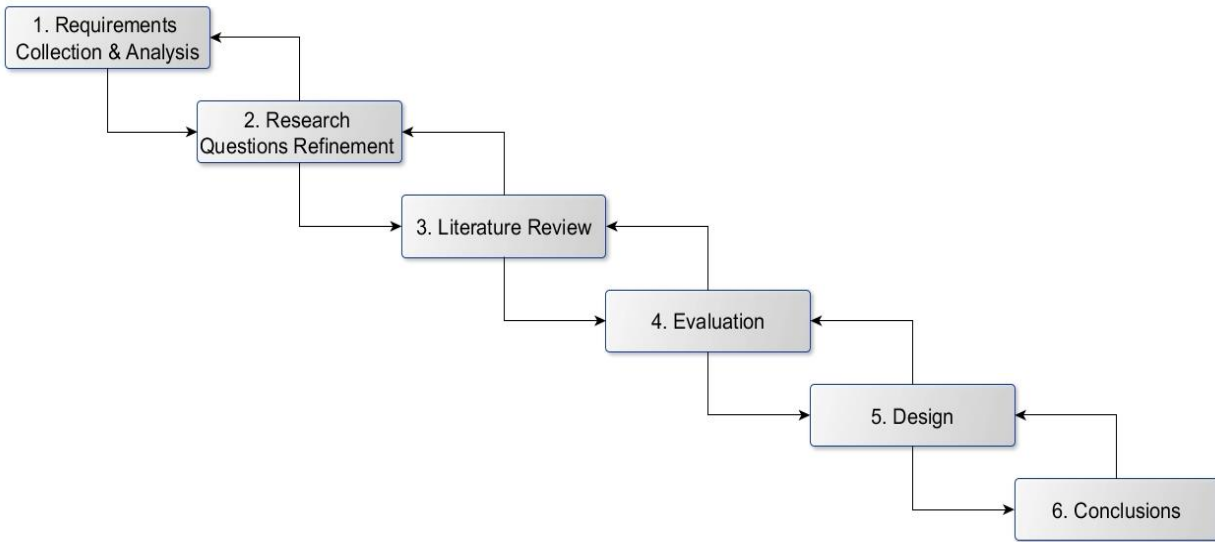 1. Requirements
Collection & Analysis
2. Research
Questions Refinement
3. Literature Review
4. Evaluation
5. Design
6. Conclusions